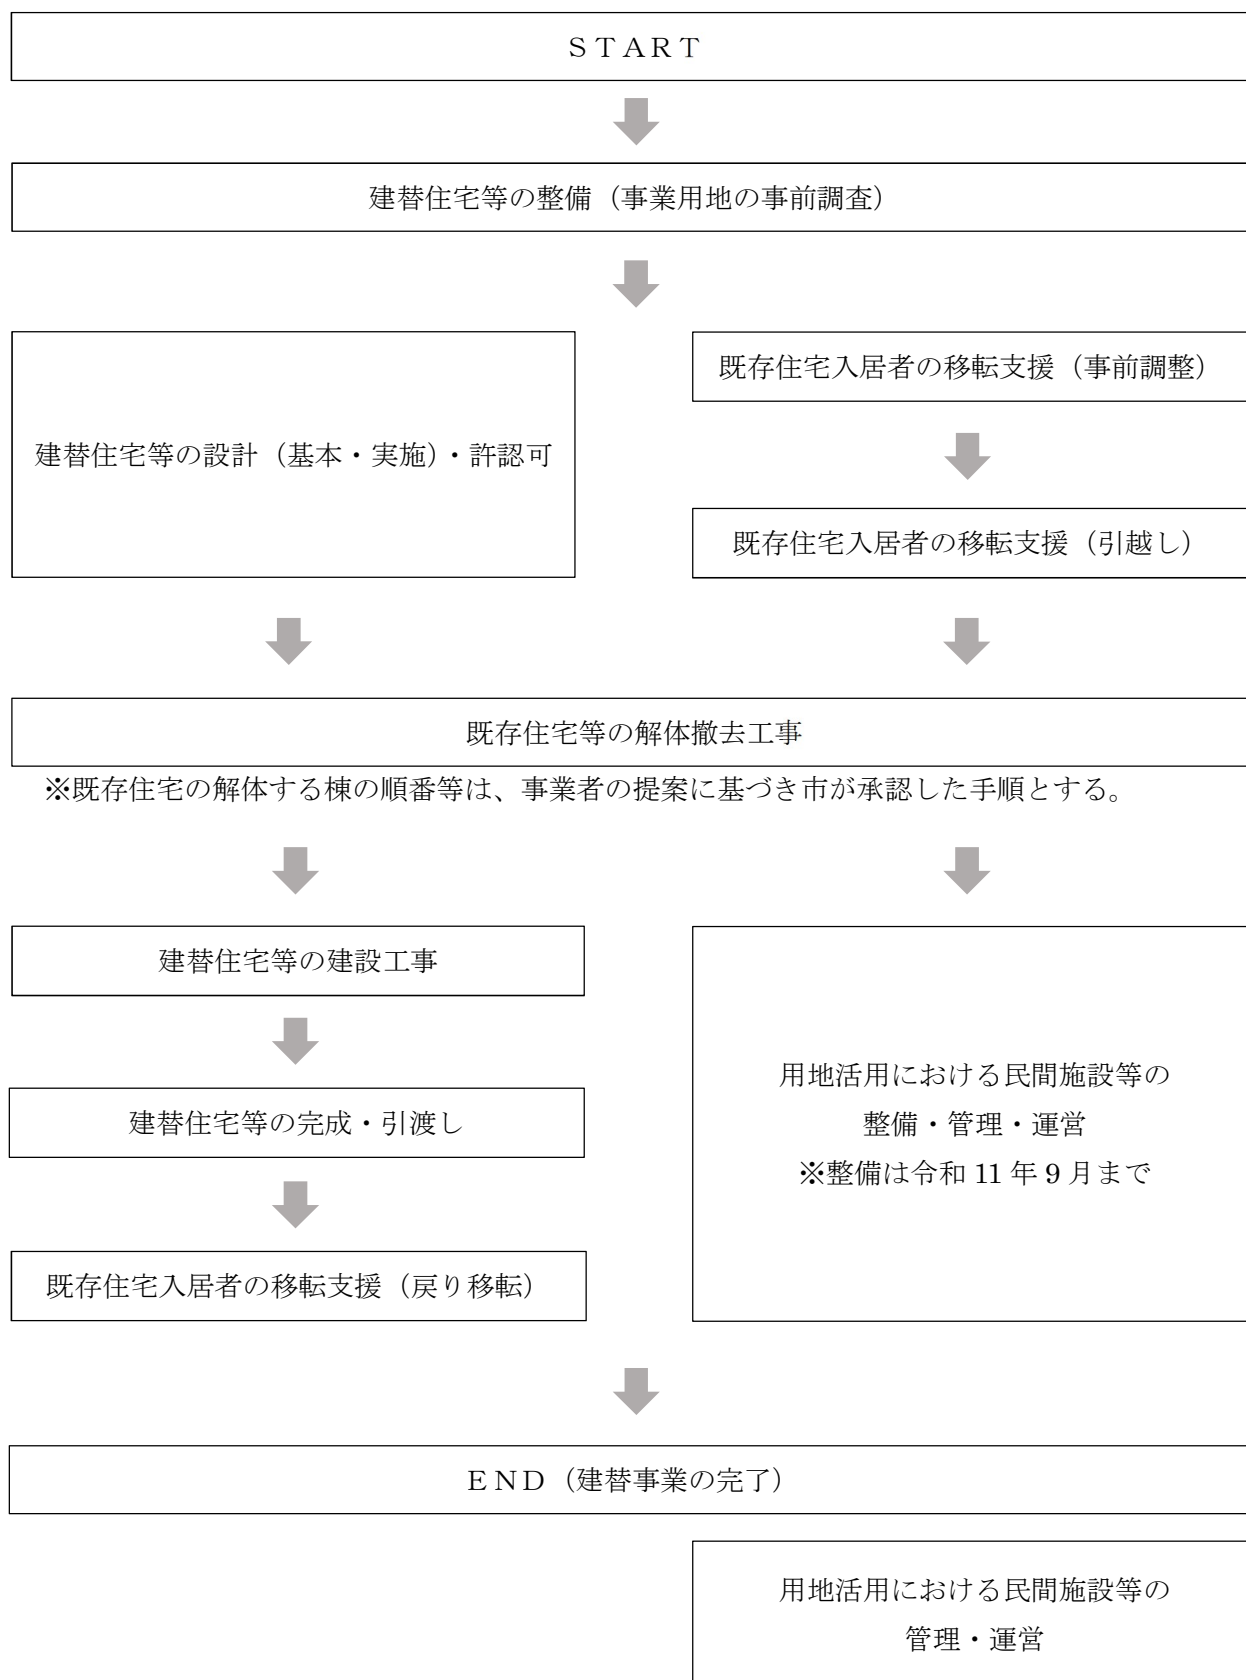 ＳＴＡＲＴ
建替住宅等の整備（事業用地の事前調査）
建替住宅等の設計（基本・実施）・許認可
既存住宅入居者の移転支援（事前調整）
既存住宅入居者の移転支援（引越し）
既存住宅等の解体撤去工事
※既存住宅の解体する棟の順番等は、事業者の提案に基づき市が承認した手順とする。
建替住宅等の建設工事
建替住宅等の完成・引渡し
既存住宅入居者の移転支援（戻り移転）
用地活用における民間施設等の
整備・管理・運営
※整備は令和 11 年 9 月まで
ＥＮＤ（建替事業の完了）
用地活用における民間施設等の
管理・運営